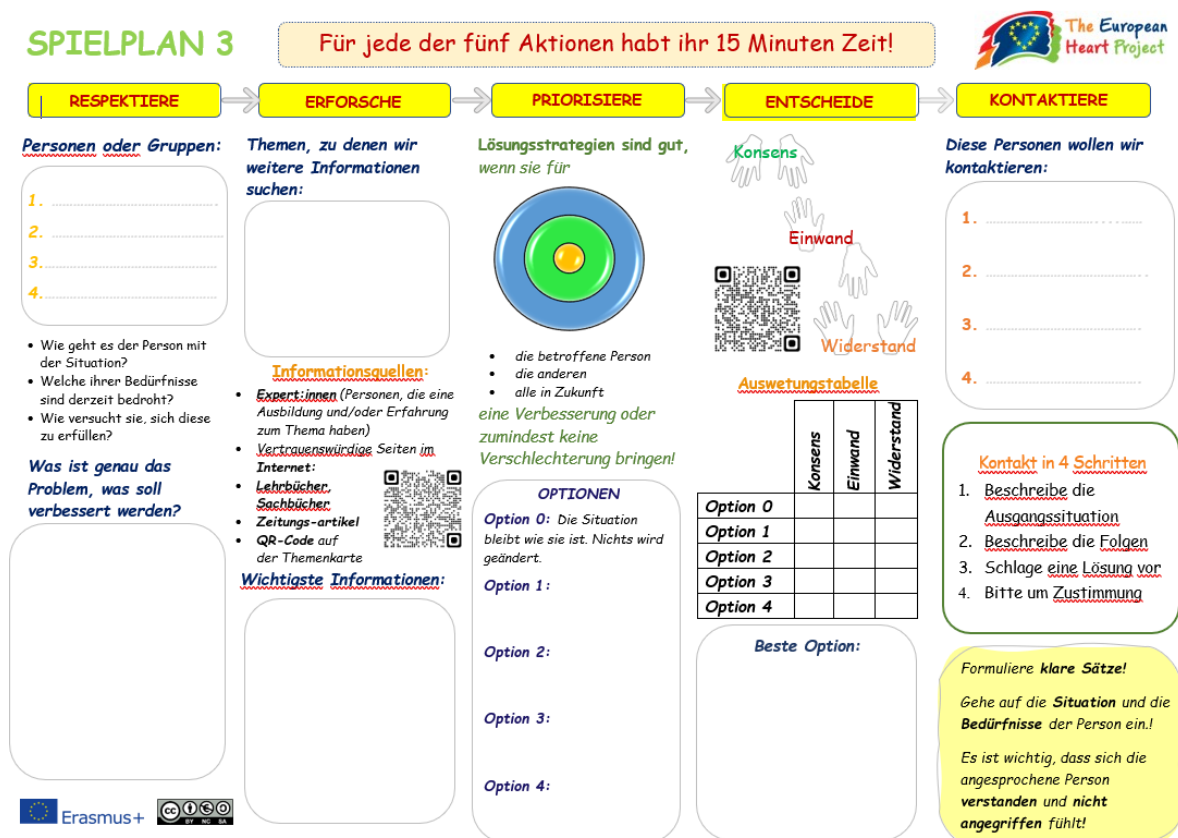 SPIELPLAN 3
Für jede der fünf Aktionen habt ihr 15 Minuten Zeit!
The European
Heart Project
RESPEKTIERE
ERFORSCHE
PRIORISIERE
ENTSCHEIDE
KONTAKTIERE
Personen oder Gruppen:
1. ..........................................
2. ..........................................
3. ..........................................
4. ..........................................
• Wie geht es der Person mit
der Situation?
• Welche ihrer Bedürfnisse
sind derzeit bedroht?
• Wie versucht sie, sich diese
zu erfüllen?
Was ist genau das
Problem, was soll
verbessert werden?
Erasmus+
CC
BY NC SA
Themen, zu denen wir
weitere Informationen
suchen:
Informationsquellen:
• Expert:innen (Personen, die eine
Ausbildung und/oder Erfahrung
zum Thema haben)
• Vertrauenswürdige Seiten im
Internet:
• Lehrbücher,
Sachbücher
• Zeitungs-artikel
• QR-Code auf
der Themenkarte
Wichtigste Informationen:
Lösungsstrategien sind gut,
wenn sie für
• die betroffene Person
• die anderen
• alle in Zukunft
eine Verbesserung oder
zumindest keine
Verschlechterung bringen!
OPTIONEN
Option 0: Die Situation
bleibt wie sie ist. Nichts wird
geändert.
Option 1:
Option 2:
Option 3:
Option 4:
Konsens
Einwand
Widerstand
Auswetungstabelle
Konsens
Einwand
Widerstand
Option 0
Option 1
Option 2
Option 3
Option 4
Beste Option:
Diese Personen wollen wir
kontaktieren:
1. ..........................................
2. ..........................................
3. ..........................................
4. ..........................................
Kontakt in 4 Schritten
1. Beschreibe die
Ausgangssituation
2. Beschreibe die Folgen
3. Schlage eine Lösung vor
4. Bitte um Zustimmung
Formuliere klare Sätze!
Gehe auf die Situation und die
Bedürfnisse der Person ein.!
Es ist wichtig, dass sich die
angesprochene Person
verstanden und nicht
angegriffen fühlt!